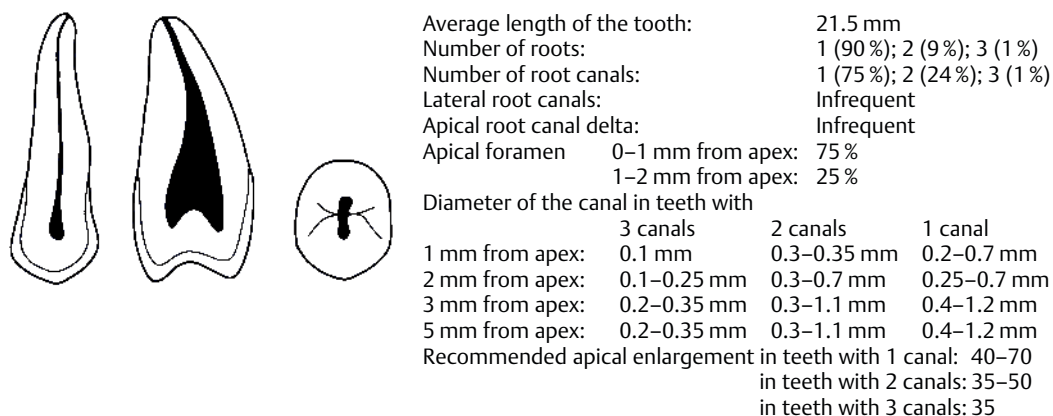 Average length of the tooth: 21.5 mm
Number of roots: 1 (90 %); 2 (9 %); 3 (1 %)
Number of root canals: 1 (75 %); 2 (24 %); 3 (1 %)
Lateral root canals: Infrequent
Apical root canal delta: Infrequent
Apical foramen 0–1 mm from apex: 75 %
1–2 mm from apex: 25 %
Diameter of the canal in teeth with
3 canals 2 canals 1 canal
1 mm from apex: 0.1 mm 0.3–0.35 mm 0.2–0.7 mm
2 mm from apex: 0.1–0.25 mm 0.3–0.7 mm 0.25–0.7 mm
3 mm from apex: 0.2–0.35 mm 0.3–1.1 mm 0.4–1.2 mm
5 mm from apex: 0.2–0.35 mm 0.3–1.1 mm 0.4–1.2 mm
Recommended apical enlargement in teeth with 1 canal: 40–70
in teeth with 2 canals: 35–50
in teeth with 3 canals: 35